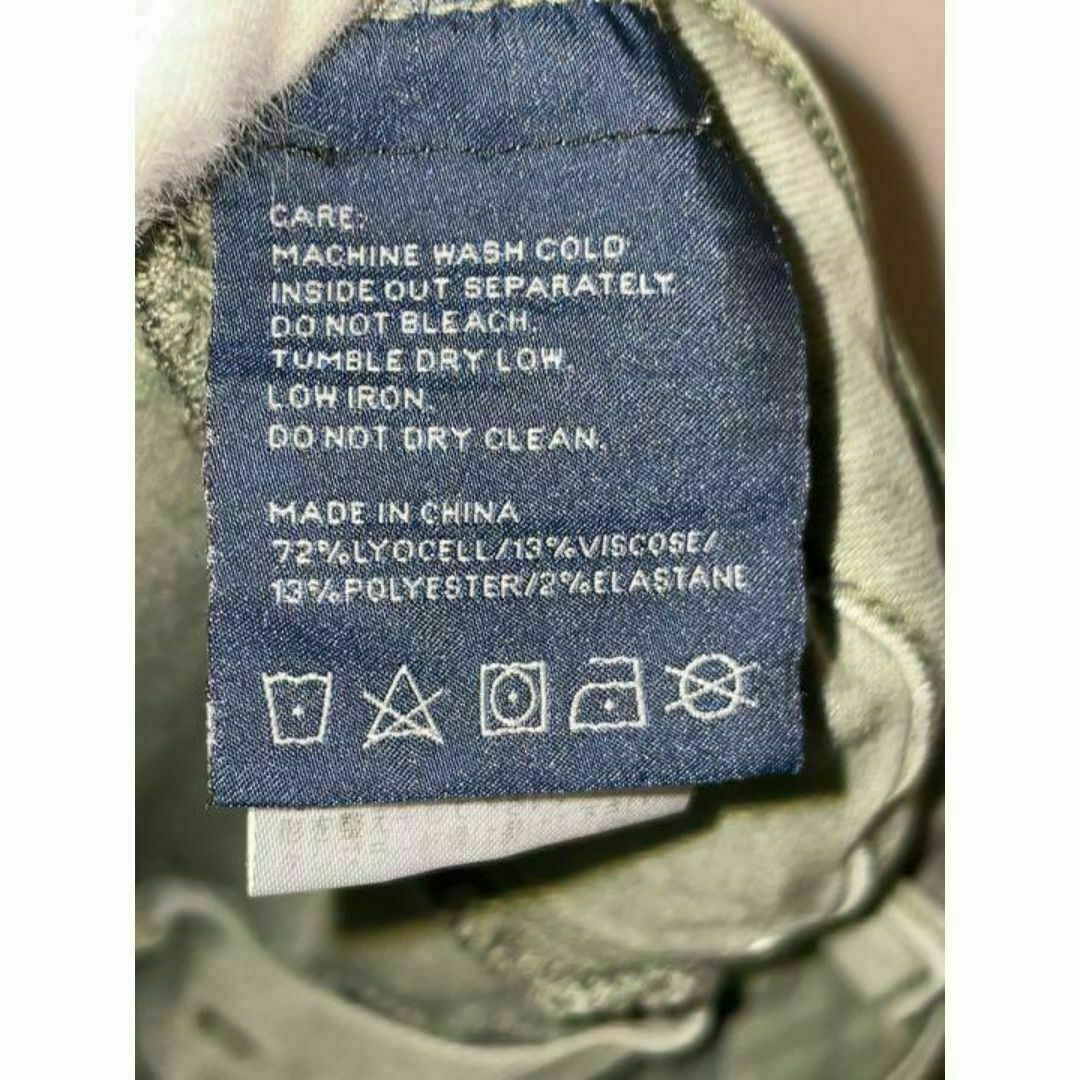 CARE:
MACHINE WASH COLD
INSIDE OUT SEPARATELY.
DO NOT BLEACH.
TUMBLE DRY LOW.
LOW IRON.
DO NOT DRY CLEAN.
MADE IN CHINA
72%LYOCELL/13%VISCOSE/
13%POLYESTER/2%ELASTANE